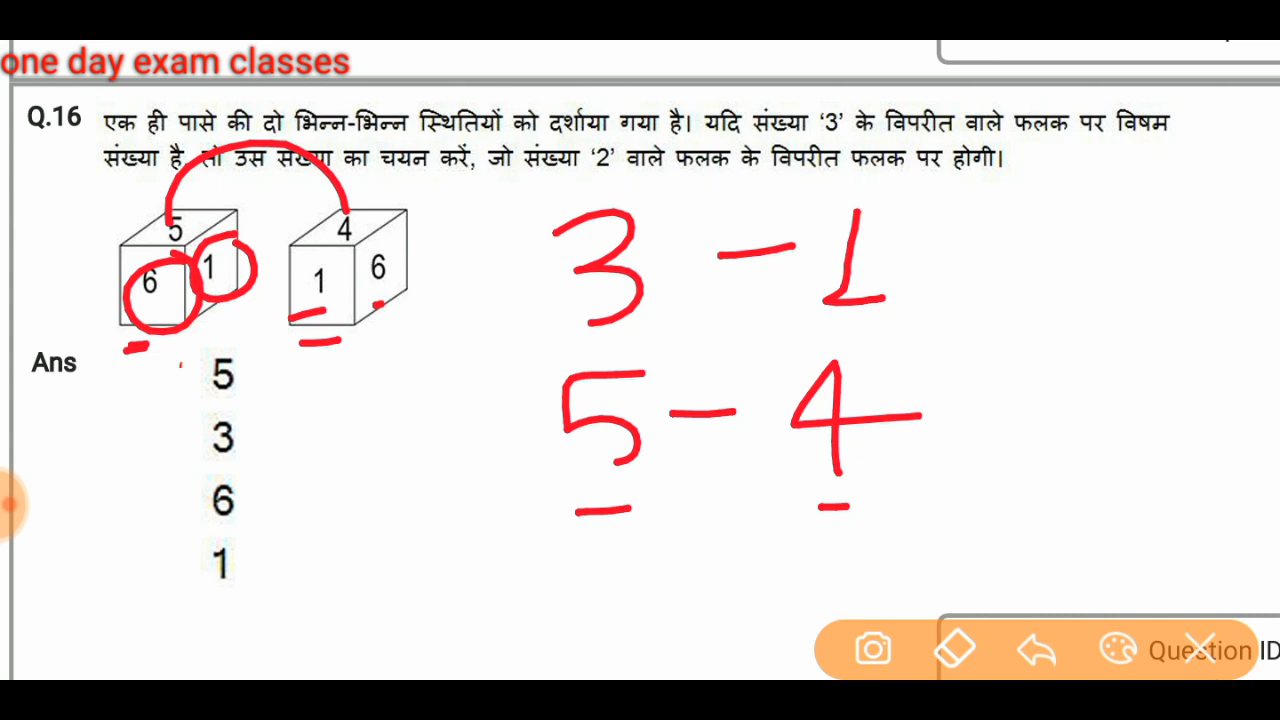 one day exam classes
Q.16 एक ही पासे की दो भिन्न-भिन्न स्थितियों को दर्शाया गया है। यदि संख्या ‘3’ के विपरीत वाले फलक पर विषम
संख्या है, तो उस संख्या का चयन करें, जो संख्या ‘2’ वाले फलक के विपरीत फलक पर होगी।
5 4
6 1 1 6
3 - 1
Ans 5
3
6
1
5 - 4
Question ID